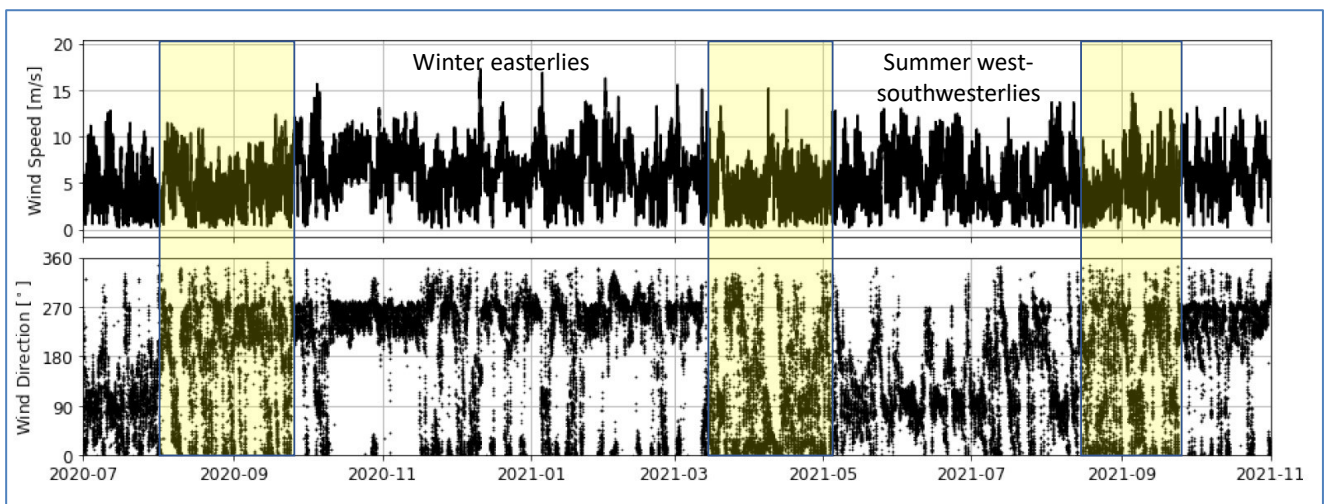 20
15
10
5
0
Wind Speed [m/s]
Winter easterlies
Summer west-
southwesterlies
360
270
180
90
0
Wind Direction [°]
2020-07 2020-09 2020-11 2021-01 2021-03 2021-05 2021-07 2021-09 2021-11